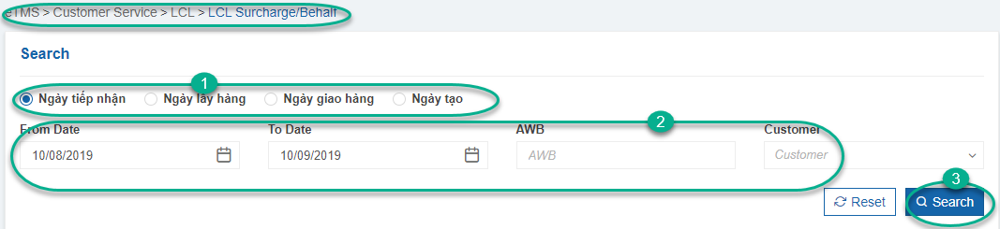 eTMS > Customer Service > LCL > LCL Surcharge/Behalf
Search
1
Ngày tiếp nhận Ngày lấy hàng Ngày giao hàng Ngày tạo
2
From Date To Date AWB Customer
10/08/2019 10/09/2019 AWB Customer
3
Reset Search